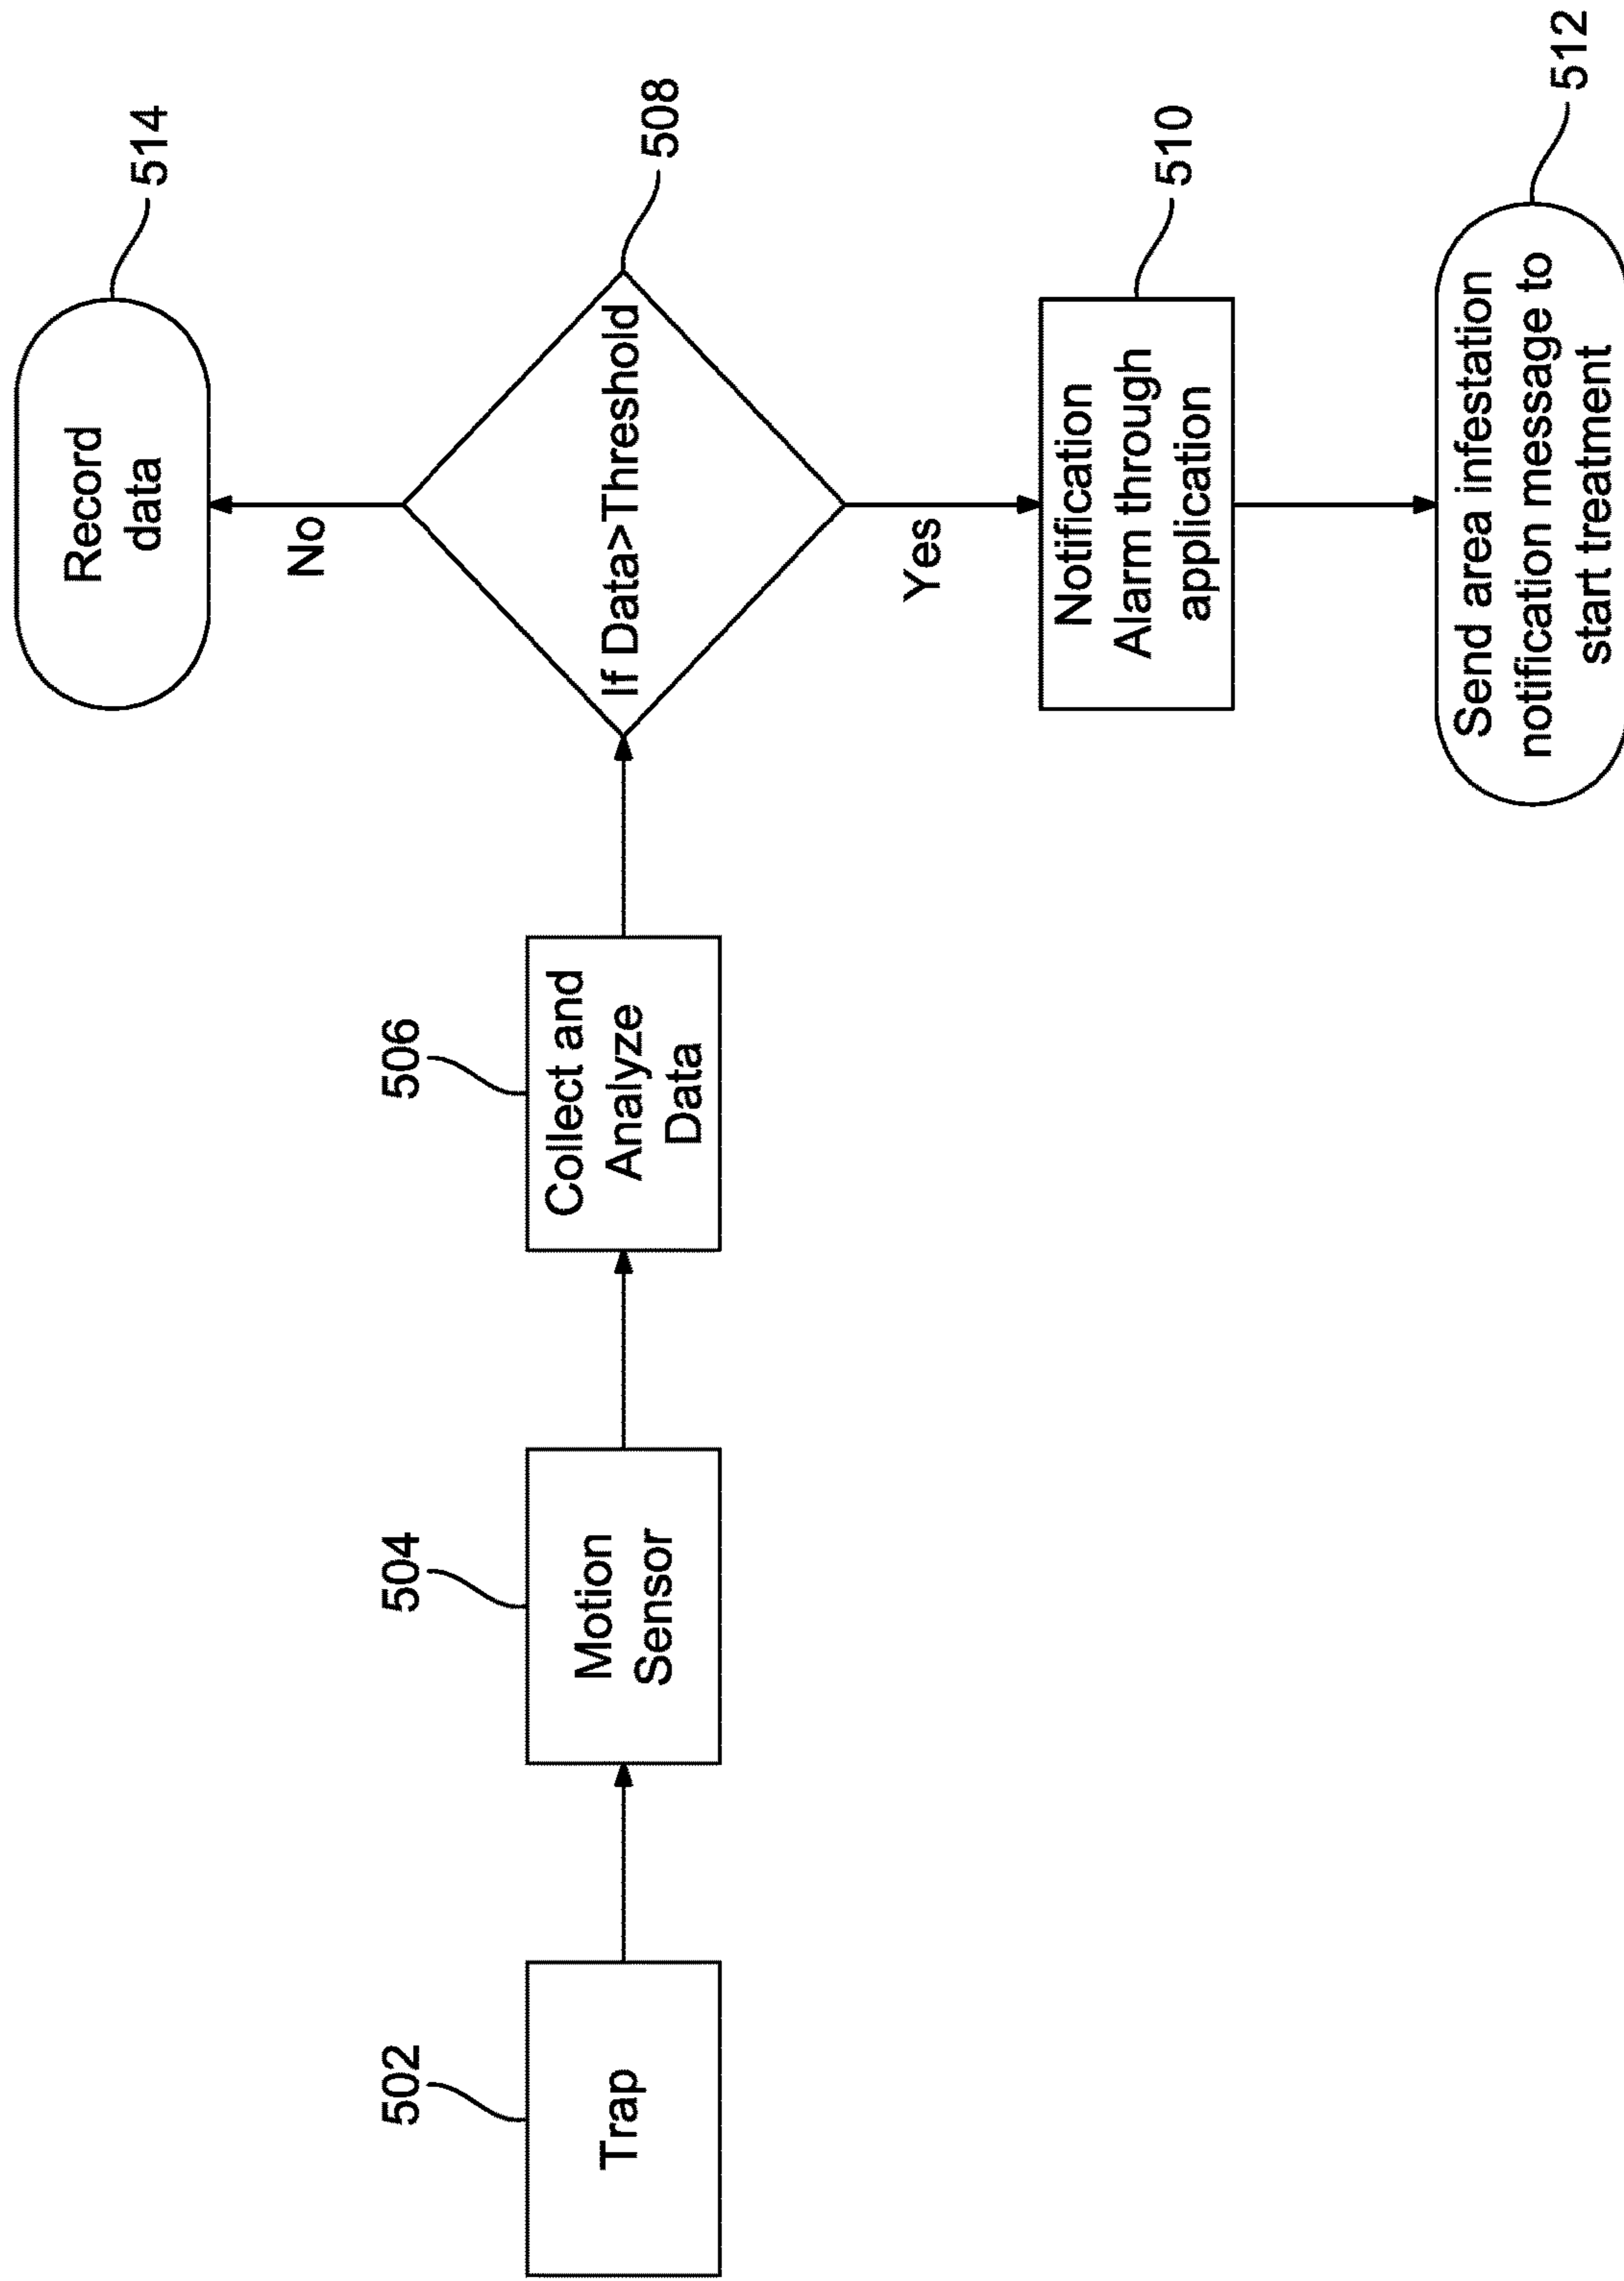 502
Trap
504
Motion
Sensor
506
Collect and
Analyze
Data
508
If Data>Threshold
No
514
Record
data
Yes
510
Notification
Alarm through
application
512
Send area infestation
notification message to
start treatment